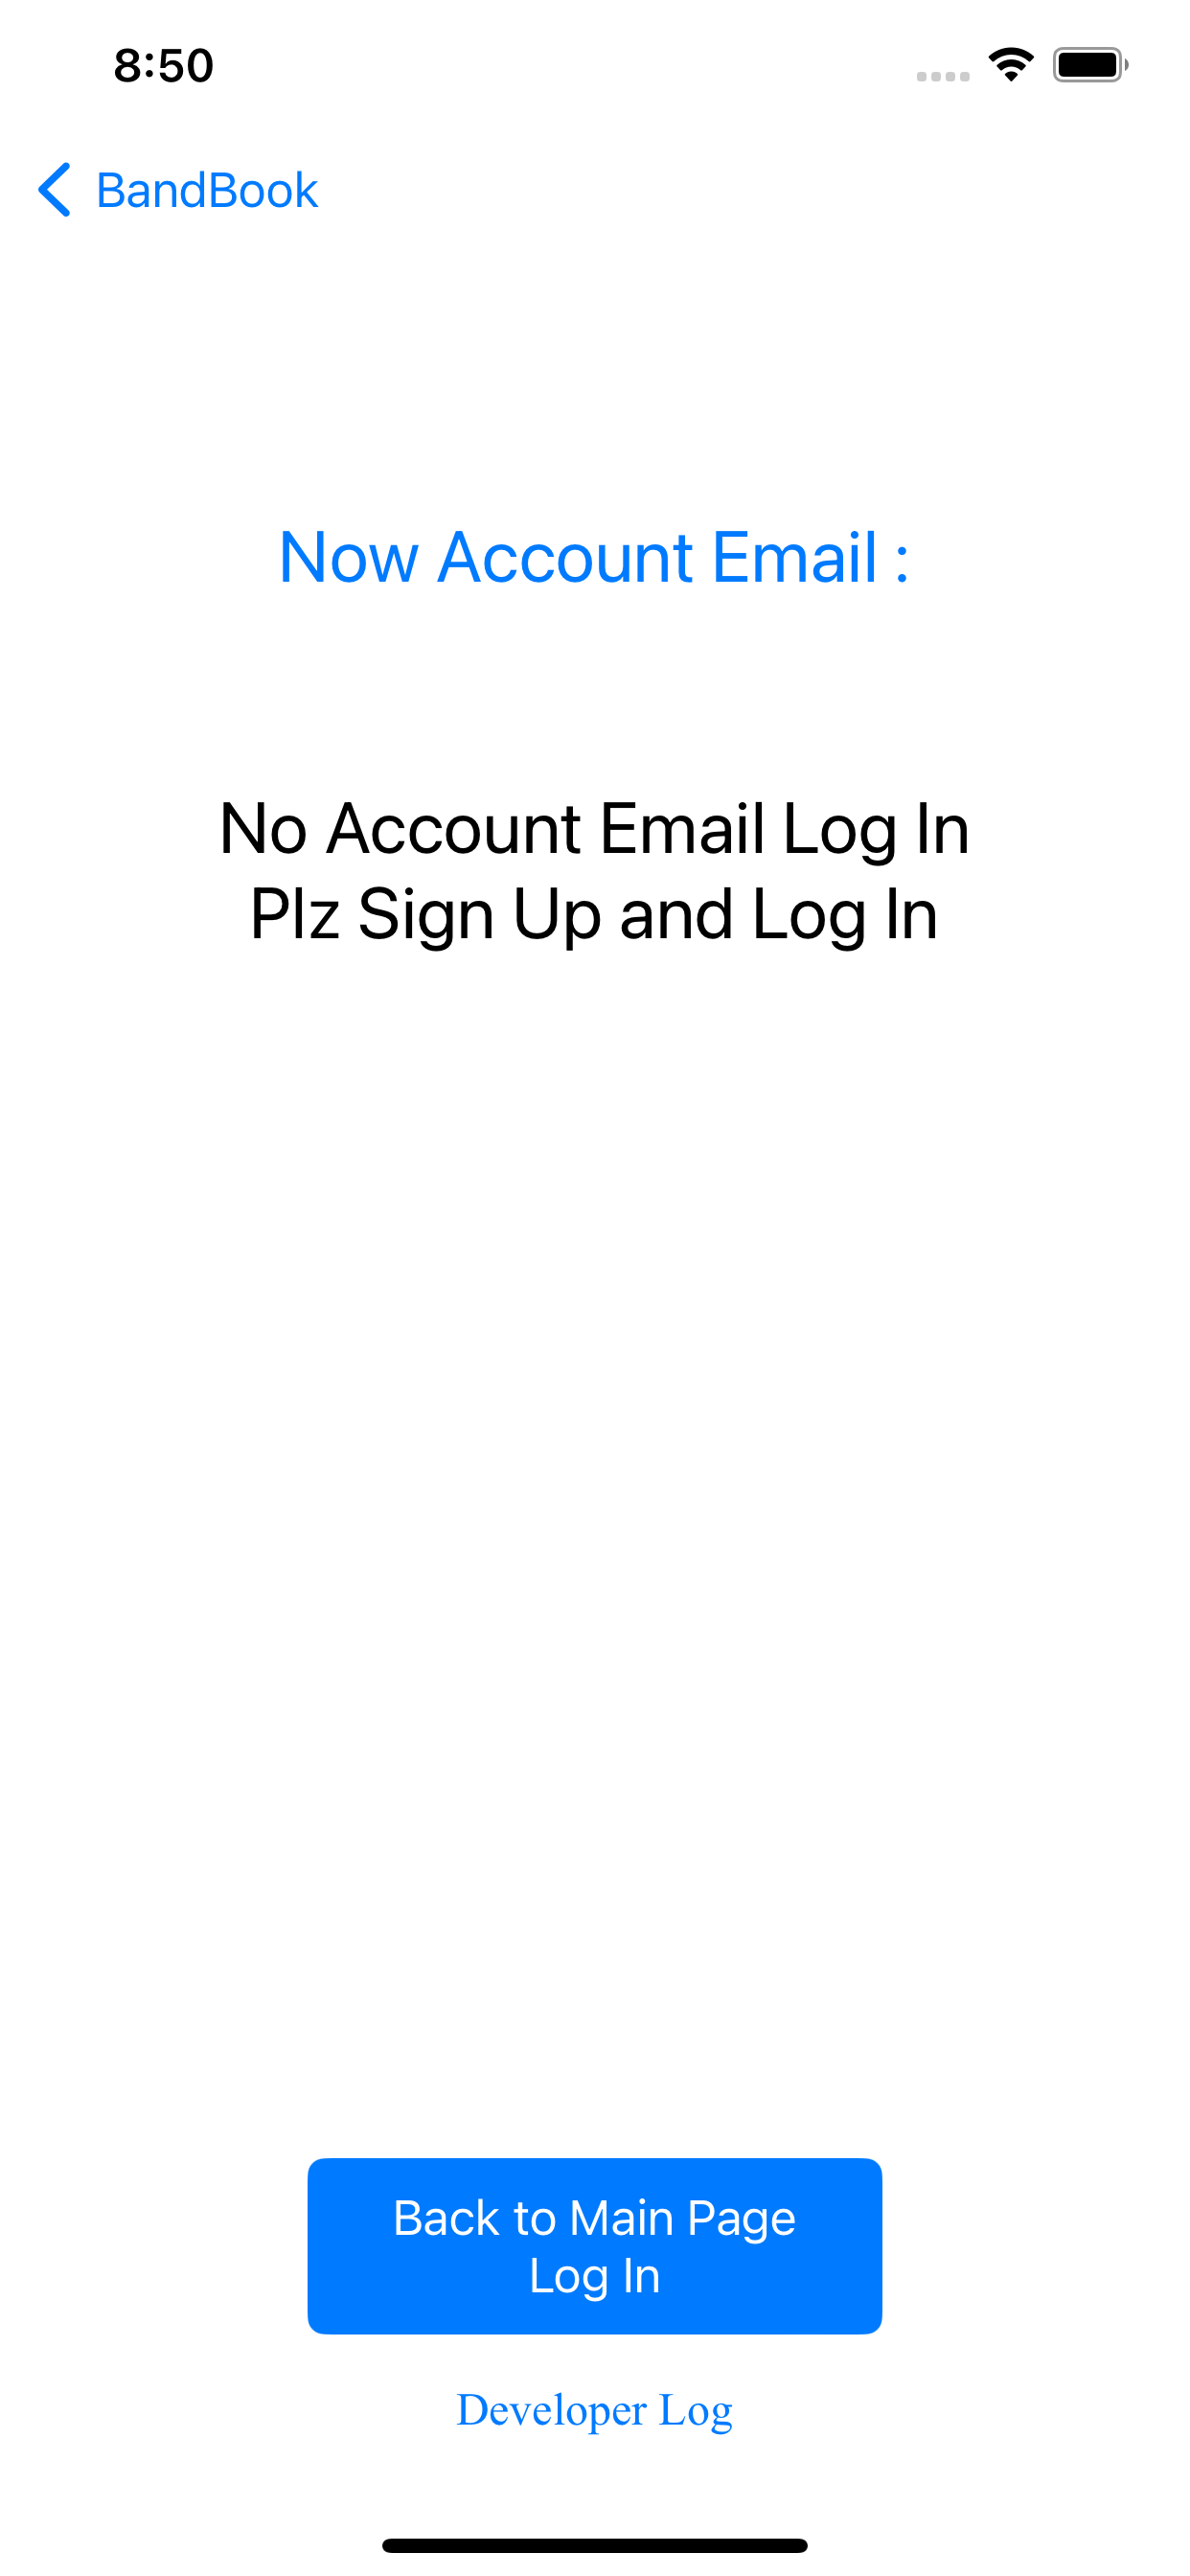 8:50
BandBook
Now Account Email :
No Account Email Log In
Plz Sign Up and Log In
Back to Main Page
Log In
Developer Log